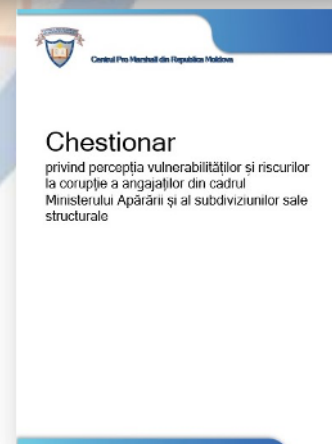 Centrul Pro Marshall din Republica Moldova
Chestionar
privind percepția vulnerabilităților și riscurilor
la corupție a angajaților din cadrul
Ministerului Apărării și al subdiviziunilor sale
structurale